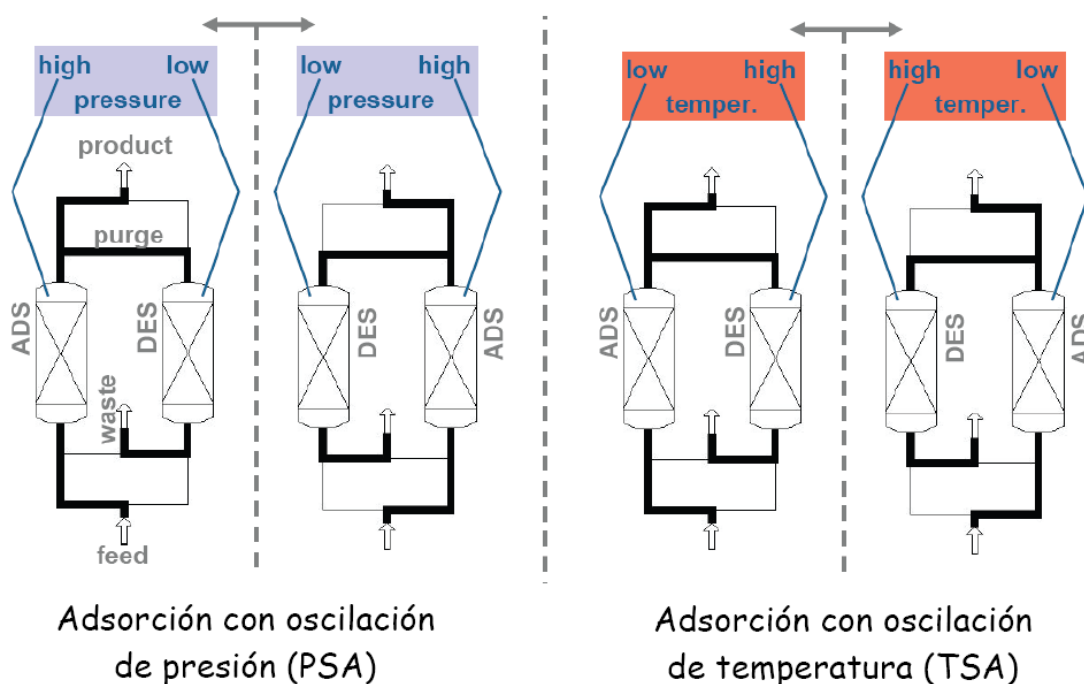 high low
pressure
product
purge
ADS
DES
waste
feed
low high
pressure
DES
ADS
low high
temper.
ADS
DES
high low
temper.
DES
ADS
Adsorción con oscilación
de presión (PSA)
Adsorción con oscilación
de temperatura (TSA)